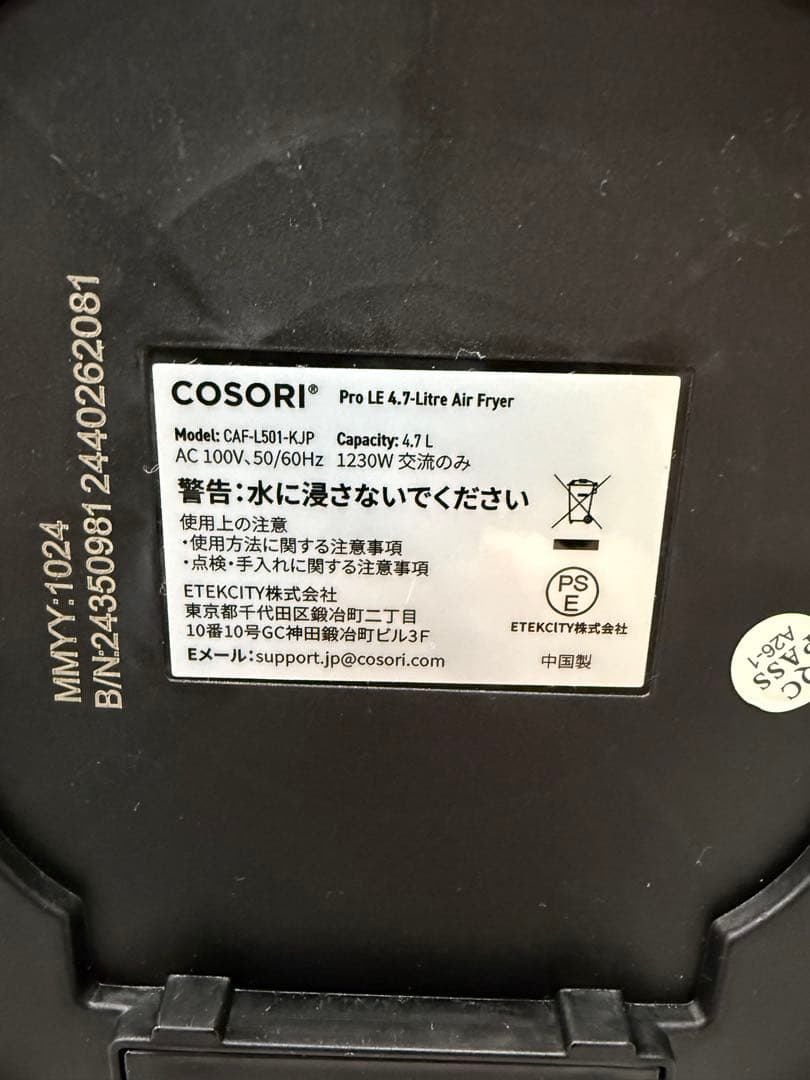 COSORI® Pro LE 4.7-Litre Air Fryer
Model: CAF-L501-KJP Capacity: 4.7 L
AC 100V、50/60Hz 1230W 交流のみ
警告：水に浸さないでください
使用上の注意
・使用方法に関する注意事項
・点検・手入れに関する注意事項
ETEKCITY株式会社
東京都千代田区鍛冶町二丁目
10番10号GC神田鍛冶町ビル3F
Eメール：support.jp@cosori.com
PS
E
ETEKCITY株式会社
中国製
MMYY:1024
B/N:24350981 2440262081
QC
PASS
A26-1